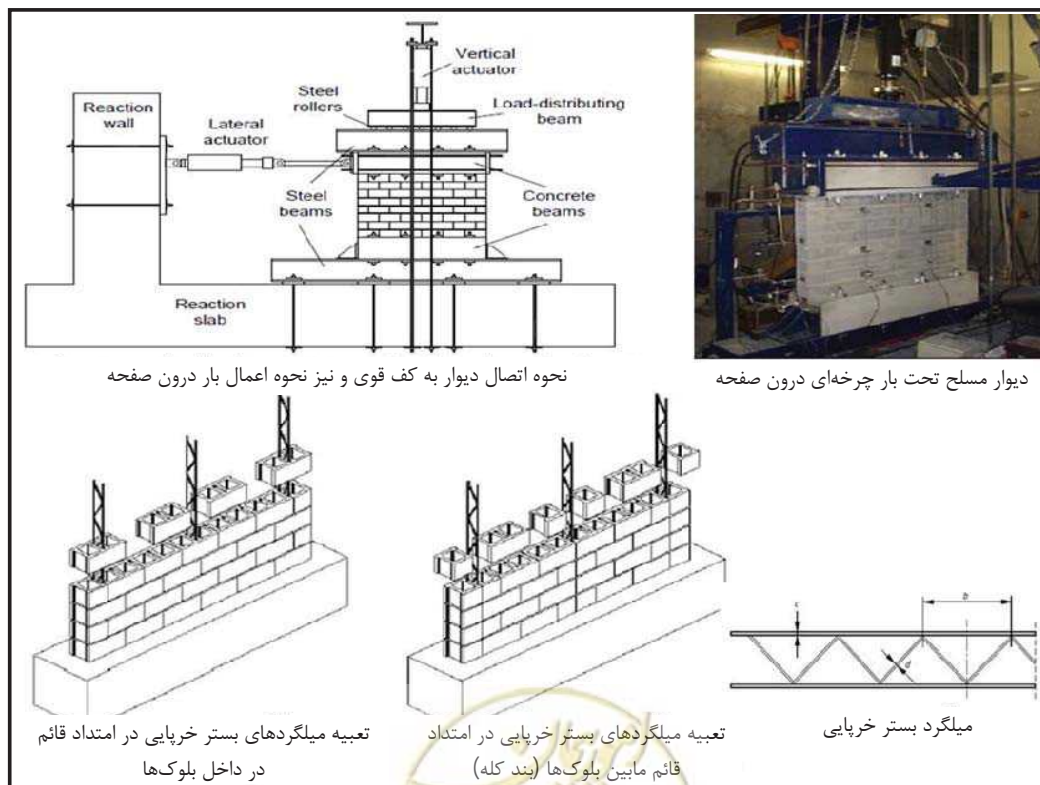 Vertical
actuator
Steel
rollers
Load-distributing
beam
Reaction
wall
Lateral
actuator
Steel
beams
Concrete
beams
Reaction
slab
نحوه اتصال دیوار به کف قوی و نیز نحوه اعمال بار درون صفحه
دیوار مسلح تحت بار چرخه‌ای درون صفحه
تعبیه میلگردهای بستر خرپایی در امتداد قائم
در داخل بلوک‌ها
تعبیه میلگردهای بستر خرپایی در امتداد
قائم مابین بلوک‌ها (بند کله)
d
میلگرد بستر خرپایی